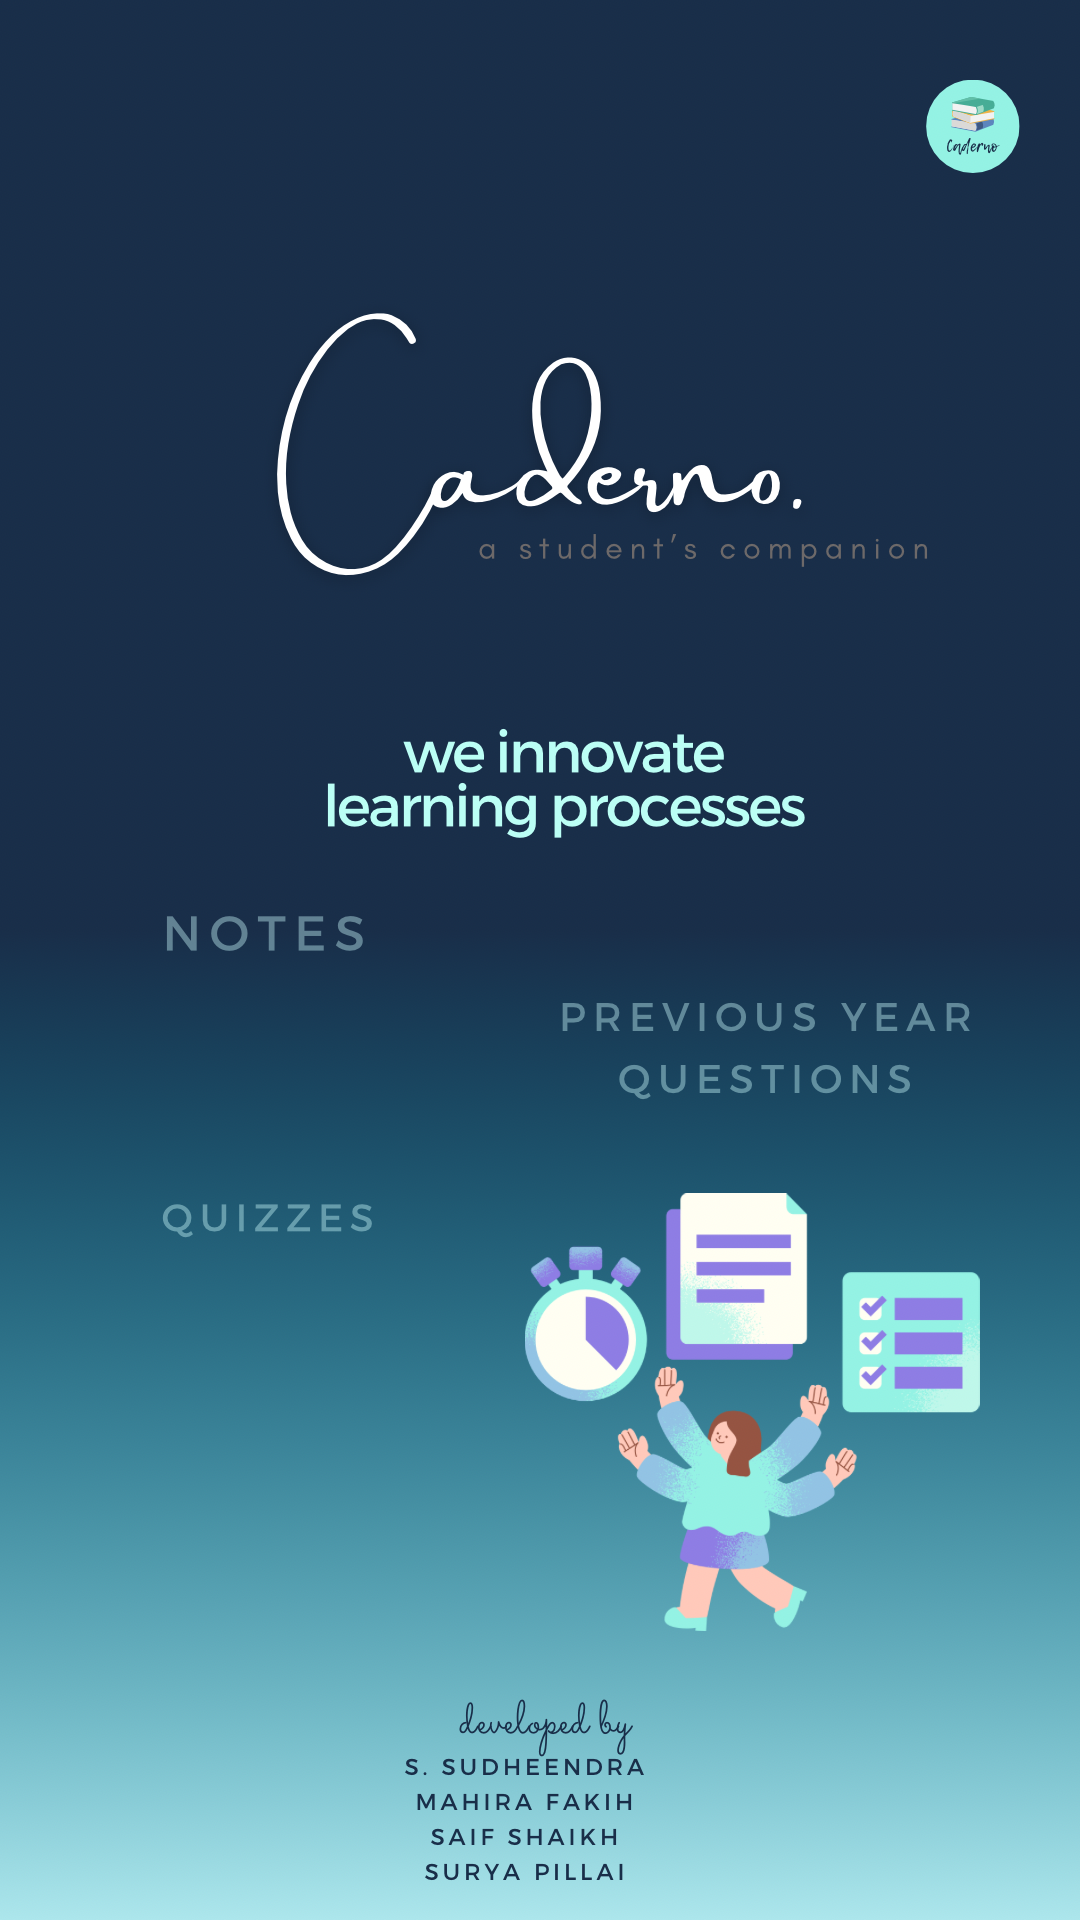 Caderno
Caderno.
a student's companion
we innovate
learning processes
NOTES
PREVIOUS YEAR
QUESTIONS
QUIZZES
developed by
S. SUDHEENDRA
MAHIRA FAKIH
SAIF SHAIKH
SURYA PILLAI